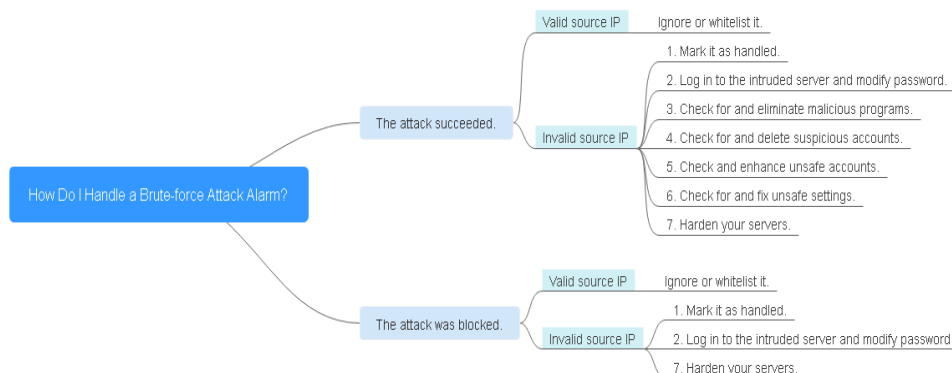 How Do I Handle a Brute-force Attack Alarm?
The attack succeeded.
Valid source IP
Ignore or whitelist it.
Invalid source IP
1. Mark it as handled.
2. Log in to the intruded server and modify password.
3. Check for and eliminate malicious programs.
4. Check for and delete suspicious accounts.
5. Check and enhance unsafe accounts.
6. Check for and fix unsafe settings.
7. Harden your servers.
The attack was blocked.
Valid source IP
Ignore or whitelist it.
Invalid source IP
1. Mark it as handled.
2. Log in to the intruded server and modify password
7. Harden your servers.